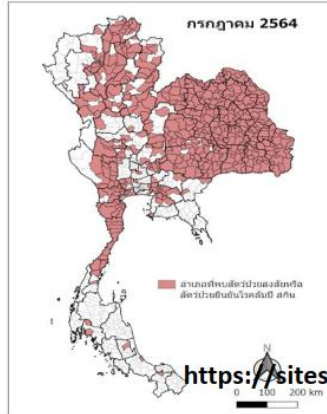 กรกฎาคม 2564
อำเภอที่พบสัตว์ป่วยสงสัยหรือ
สัตว์ป่วยยืนยันโรคลัมปี สกิน
https://sites
0 100 200 km